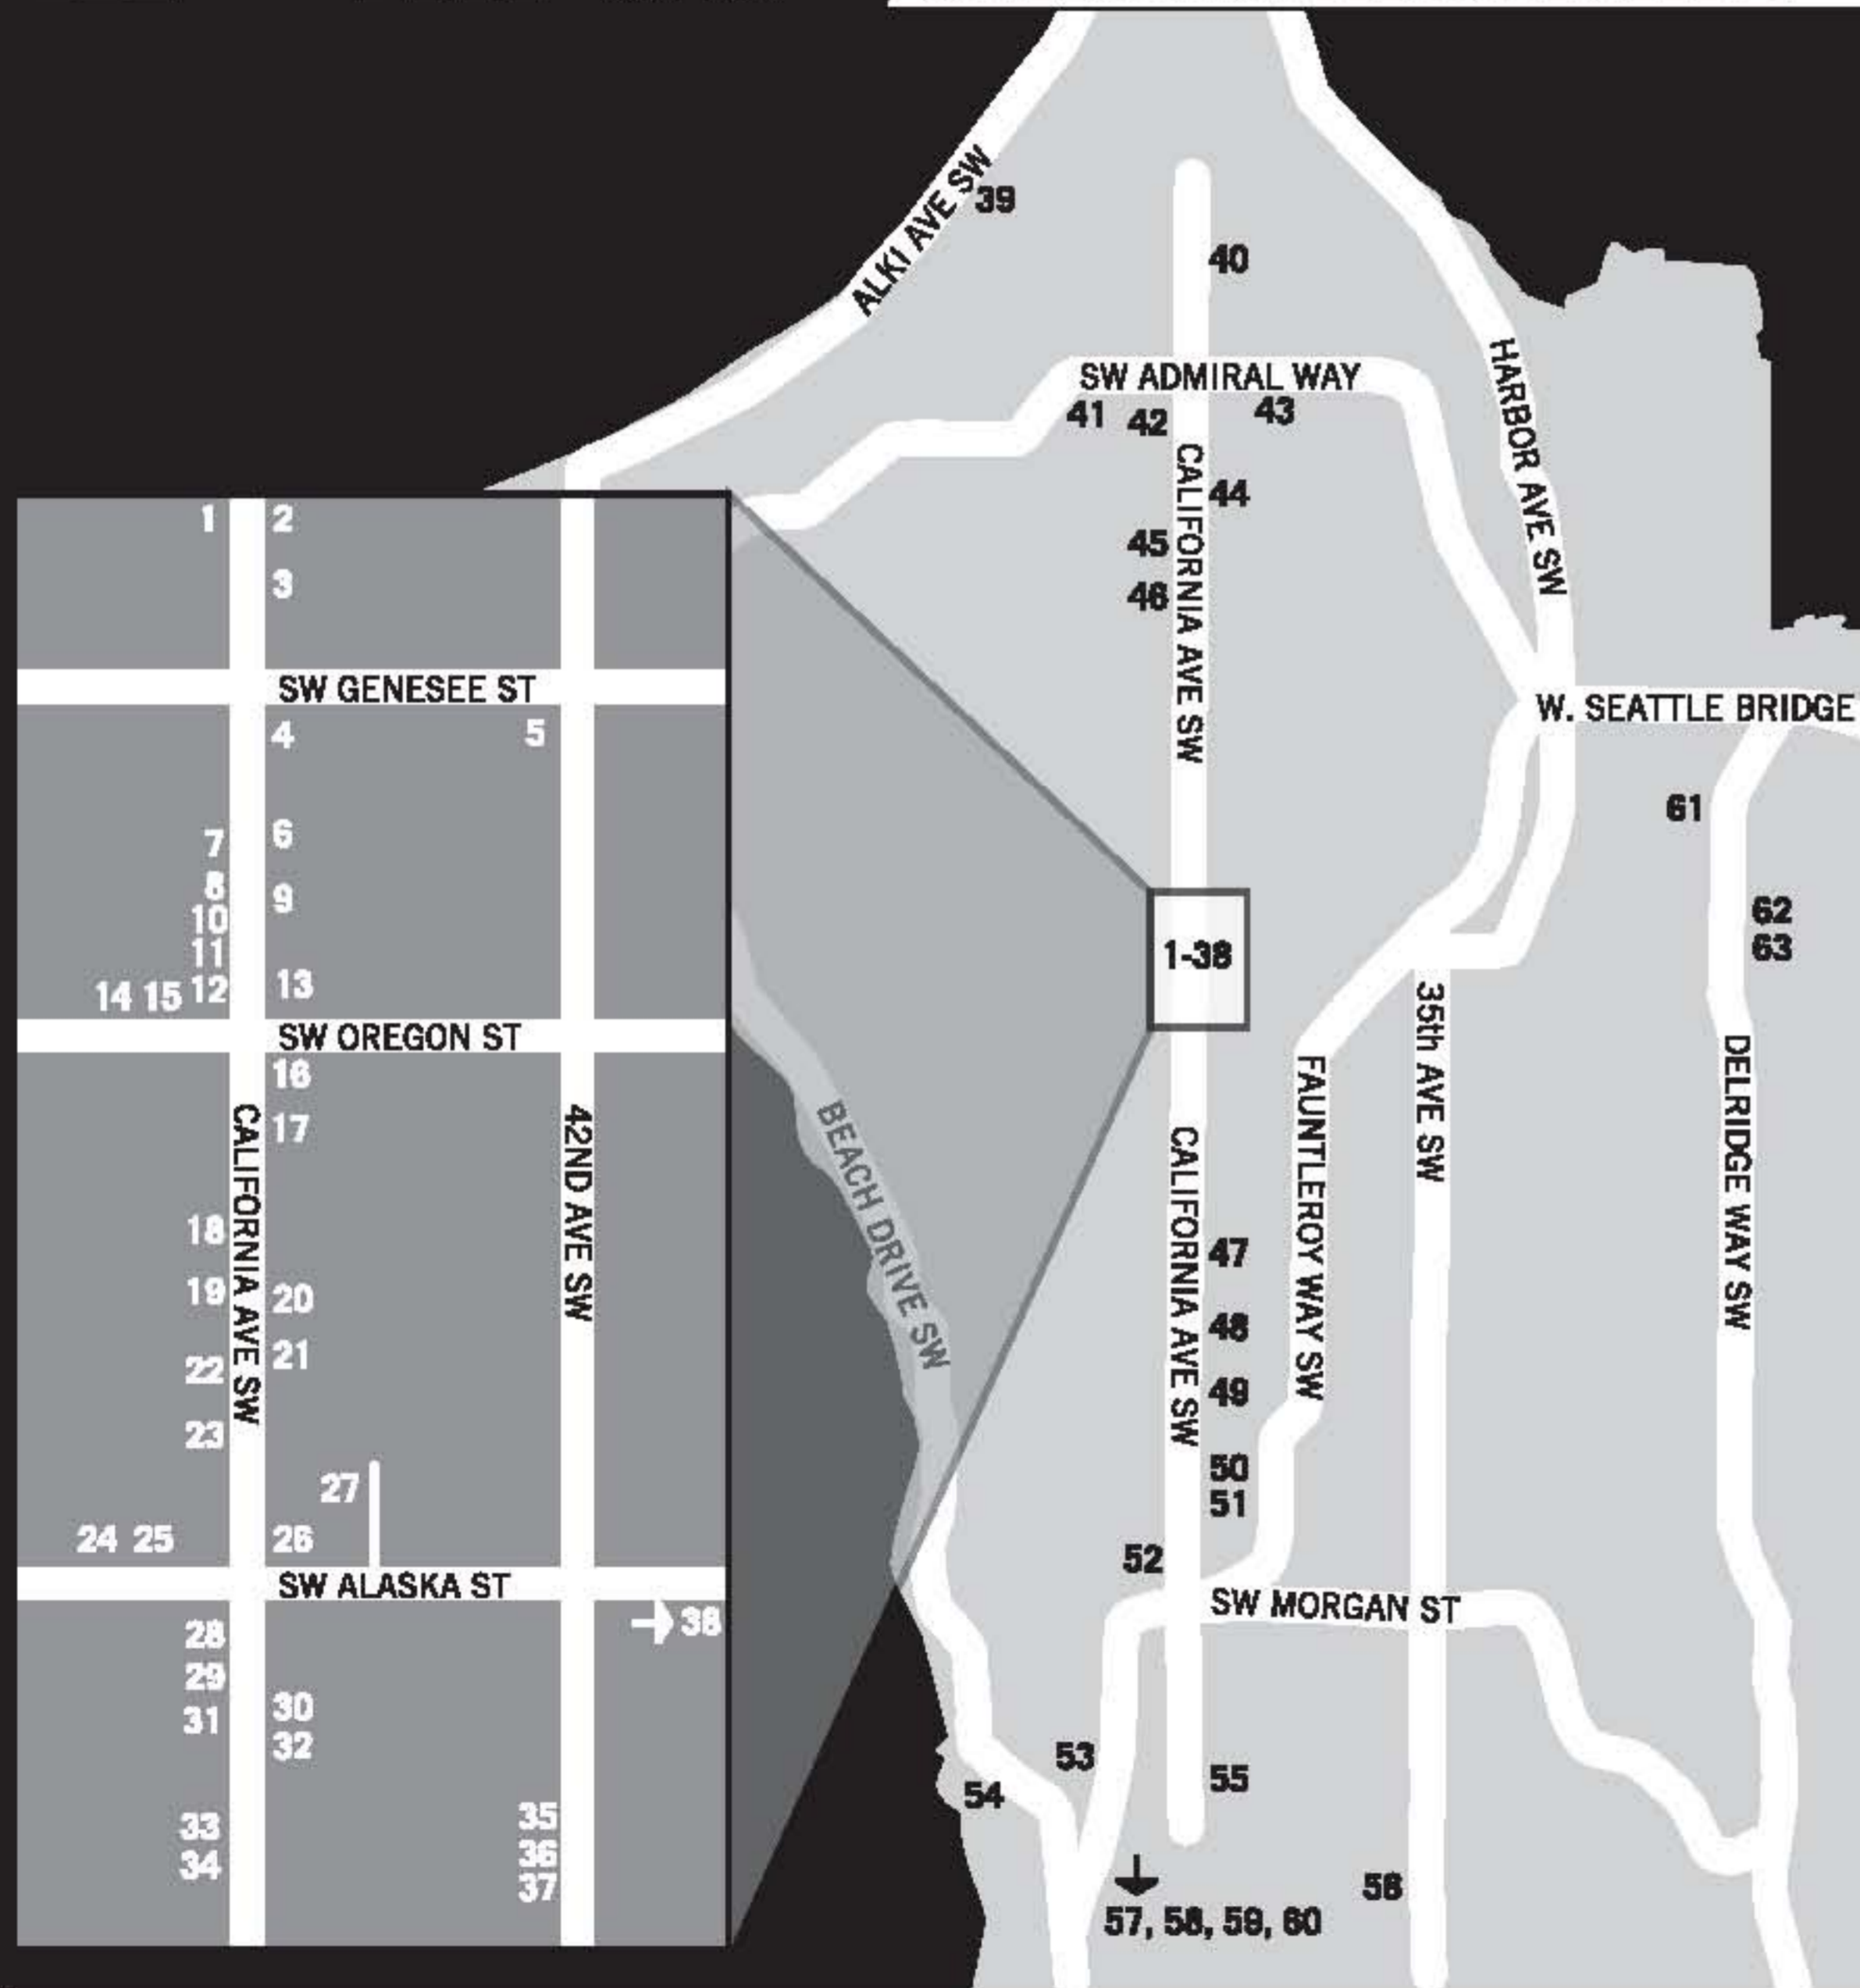 ALKI AVE SW
39
40
SW ADMIRAL WAY
41 42 43
HARBOR AVE SW
CALIFORNIA AVE SW
44
45
46
W. SEATTLE BRIDGE
61
62
63
1-38
35th AVE SW
FAUNTLEROY WAY SW
DELRIDGE WAY SW
BEACH DRIVE SW
CALIFORNIA AVE SW
47
48
49
50
51
52
SW MORGAN ST
53
54
55
56
57, 58, 59, 60
1 2
3
SW GENESEE ST
4 5
7 6
8 9
10
11
14 15 12 13
SW OREGON ST
16
17
CALIFORNIA AVE SW
42ND AVE SW
18
19 20
22 21
23
27
24 25 26
SW ALASKA ST
28 → 38
29
31 30
32
33 35
34 36
37